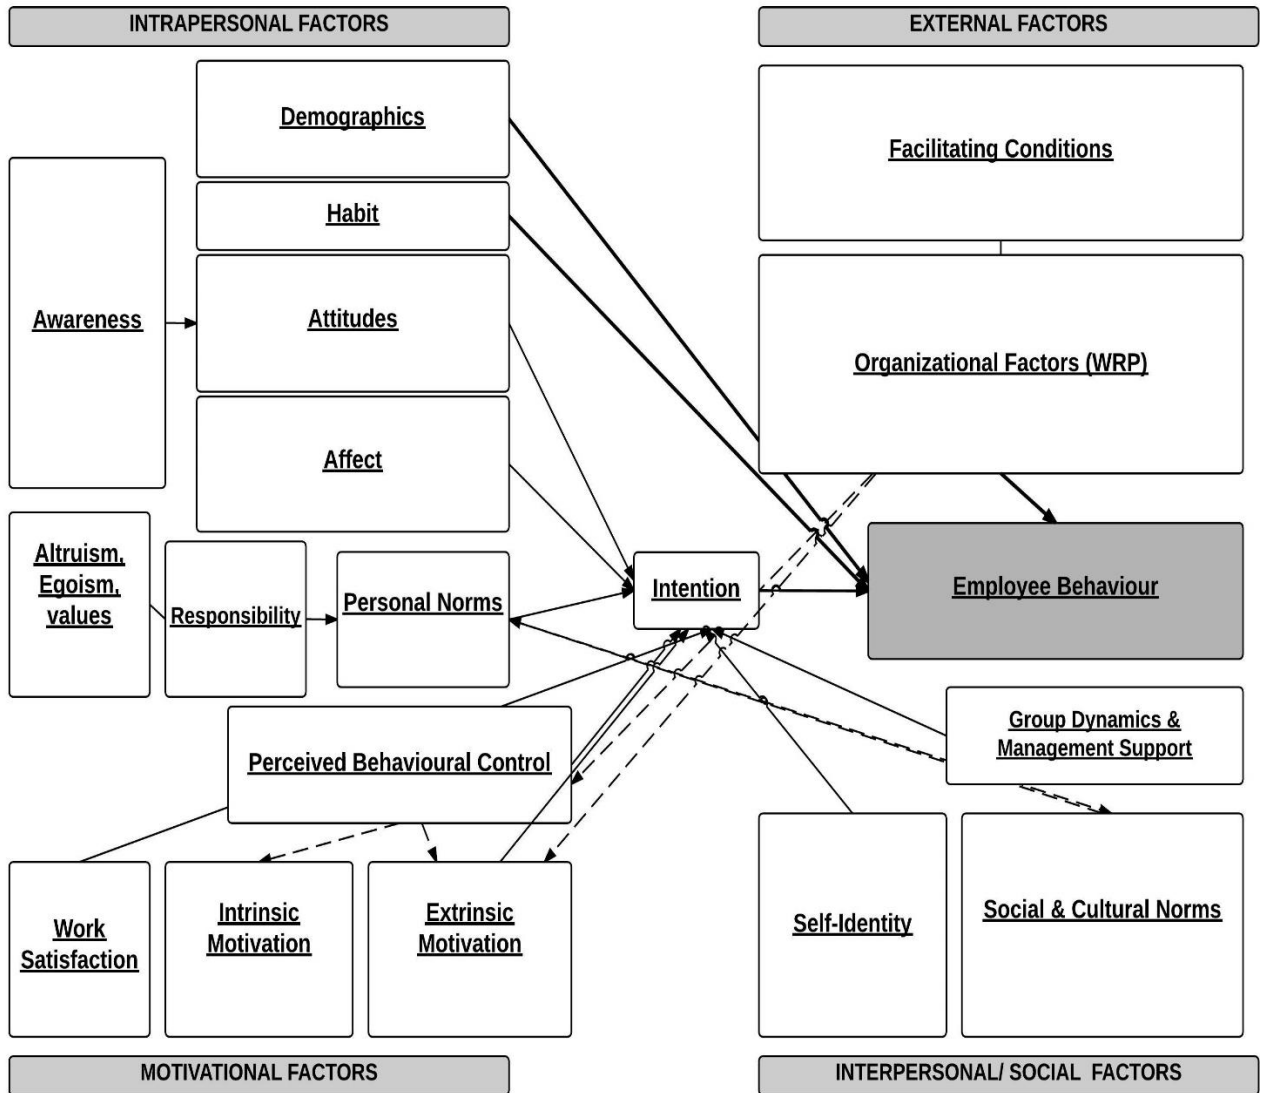 INTRAPERSONAL FACTORS
EXTERNAL FACTORS
Demographics
Facilitating Conditions
Habit
Awareness
Attitudes
Organizational Factors (WRP)
Affect
Altruism,
Egoism,
values
Responsibility
Personal Norms
Intention
Employee Behaviour
Group Dynamics &
Management Support
Perceived Behavioural Control
Work
Satisfaction
Intrinsic
Motivation
Extrinsic
Motivation
Self-Identity
Social & Cultural Norms
MOTIVATIONAL FACTORS
INTERPERSONAL/ SOCIAL  FACTORS